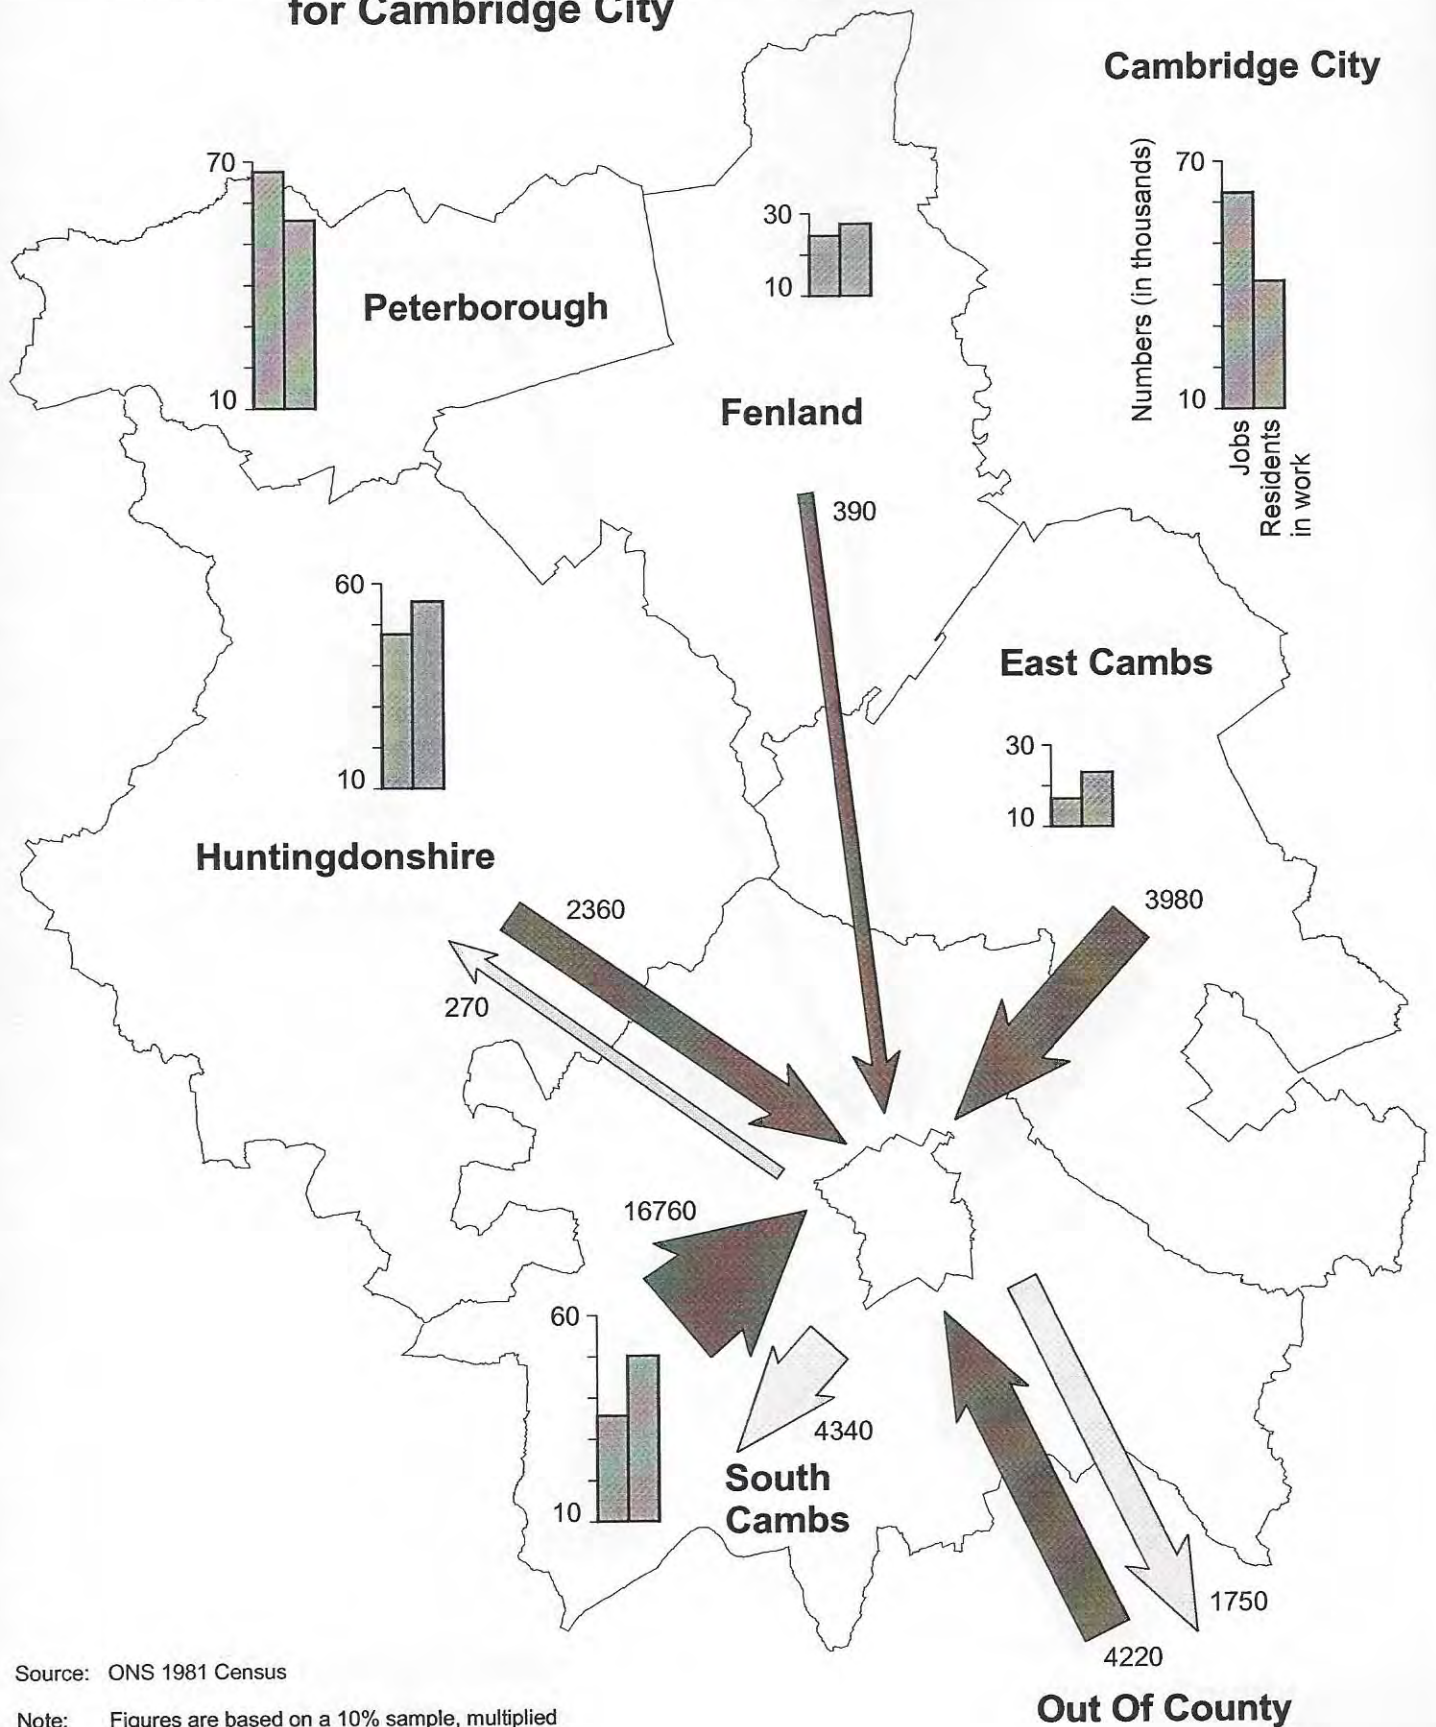 for Cambridge City
Cambridge City
Numbers (in thousands)
70
10
Jobs
Residents
in work
70
10
Peterborough
30
10
Fenland
390
60
10
Huntingdonshire
East Cambs
30
10
2360
3980
270
16760
60
10
4340
South
Cambs
1750
4220
Out Of County
Source: ONS 1981 Census
Note: Figures are based on a 10% sample, multiplied